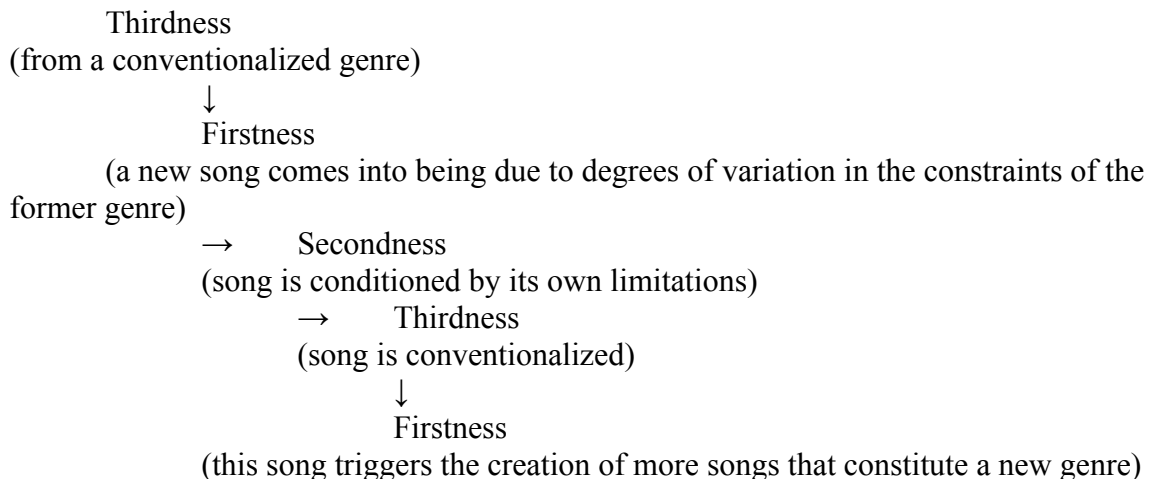 Thirdness
(from a conventionalized genre)
↓
Firstness
(a new song comes into being due to degrees of variation in the constraints of the
former genre)
→ Secondness
(song is conditioned by its own limitations)
→ Thirdness
(song is conventionalized)
↓
Firstness
(this song triggers the creation of more songs that constitute a new genre)